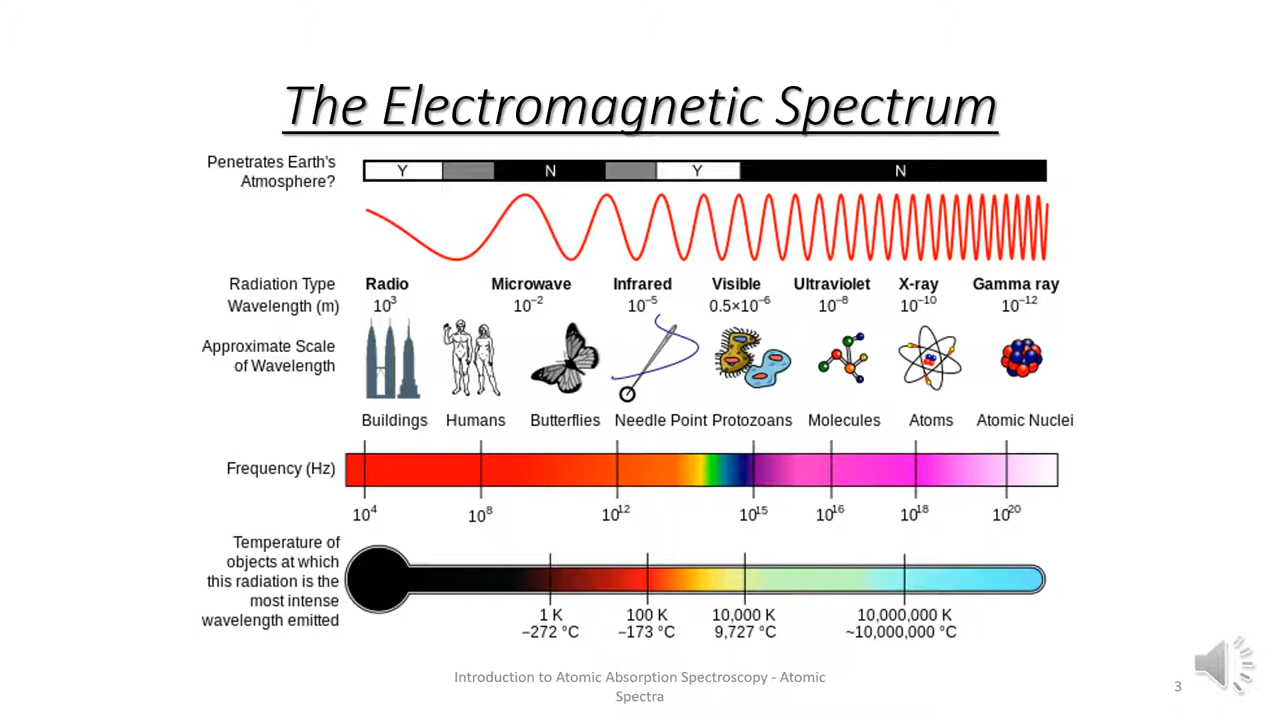 The Electromagnetic Spectrum
Penetrates Earth's
Atmosphere?
Y N Y N
Radiation Type Radio Microwave Infrared Visible Ultraviolet X-ray Gamma ray
Wavelength (m) 10³ 10⁻² 10⁻⁵ 0.5×10⁻⁶ 10⁻⁸ 10⁻¹⁰ 10⁻¹²
Approximate Scale
of Wavelength
Buildings Humans Butterflies Needle Point Protozoans Molecules Atoms Atomic Nuclei
Frequency (Hz)
10⁴ 10⁸ 10¹² 10¹⁵ 10¹⁶ 10¹⁸ 10²⁰
Temperature of
objects at which
this radiation is the
most intense
wavelength emitted
1 K 100 K 10,000 K 10,000,000 K
−272 °C −173 °C 9,727 °C ~10,000,000 °C
Introduction to Atomic Absorption Spectroscopy - Atomic
Spectra
3